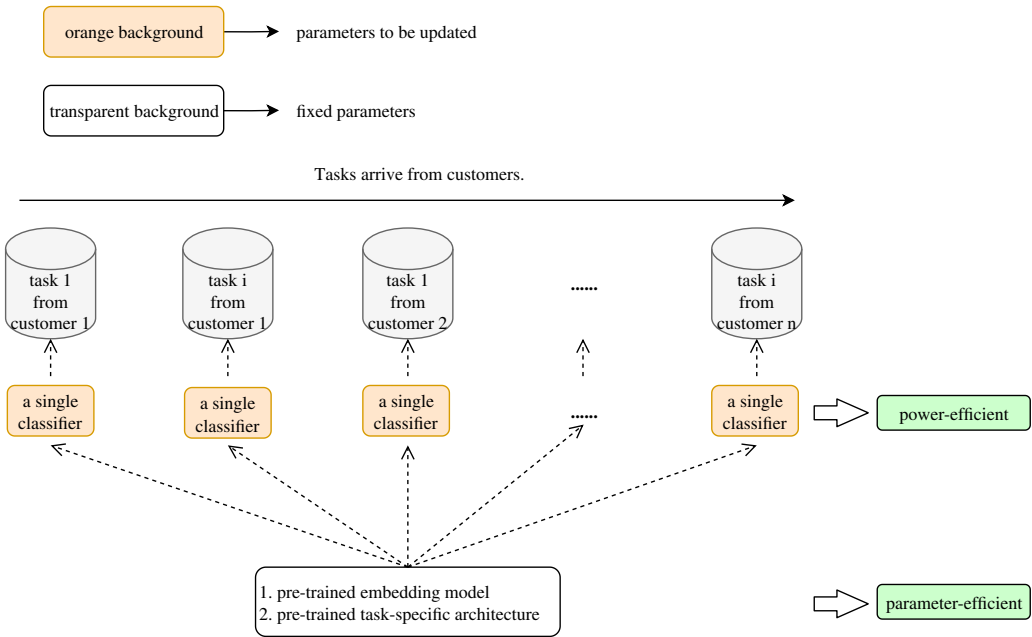 orange background
parameters to be updated
transparent background
fixed parameters
Tasks arrive from customers.
task 1
from
customer 1
task i
from
customer 1
task 1
from
customer 2
......
task i
from
customer n
a single
classifier
a single
classifier
a single
classifier
......
a single
classifier
power-efficient
1. pre-trained embedding model
2. pre-trained task-specific architecture
parameter-efficient